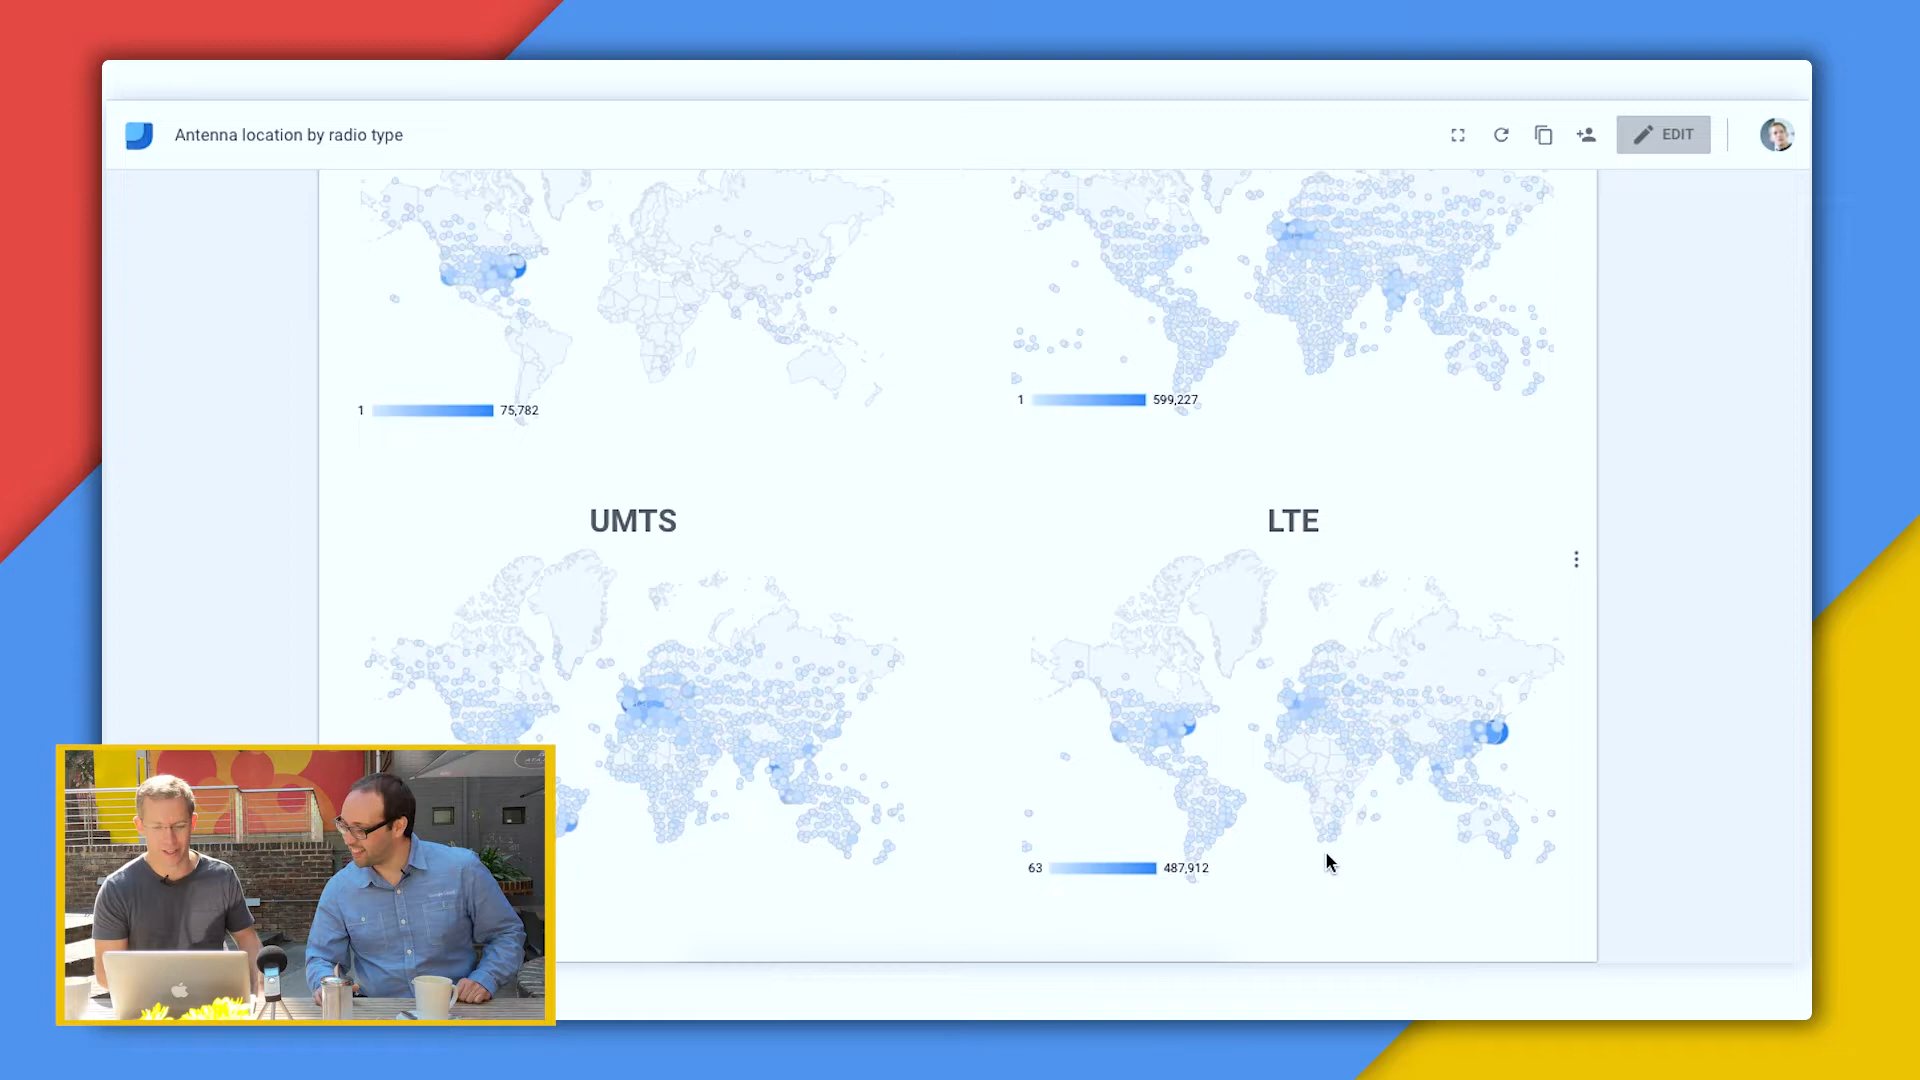 Antenna location by radio type
EDIT
1 75,782
1 599,227
UMTS
LTE
63 487,912